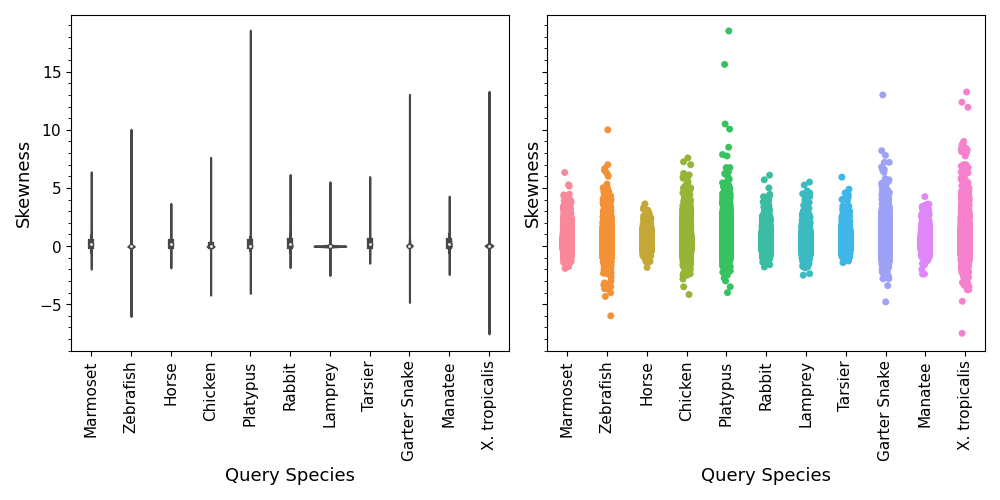 Skewness
15
10
5
0
−5
Marmoset
Zebrafish
Horse
Chicken
Platypus
Rabbit
Lamprey
Tarsier
Garter Snake
Manatee
X. tropicalis
Query Species
Skewness
Marmoset
Zebrafish
Horse
Chicken
Platypus
Rabbit
Lamprey
Tarsier
Garter Snake
Manatee
X. tropicalis
Query Species